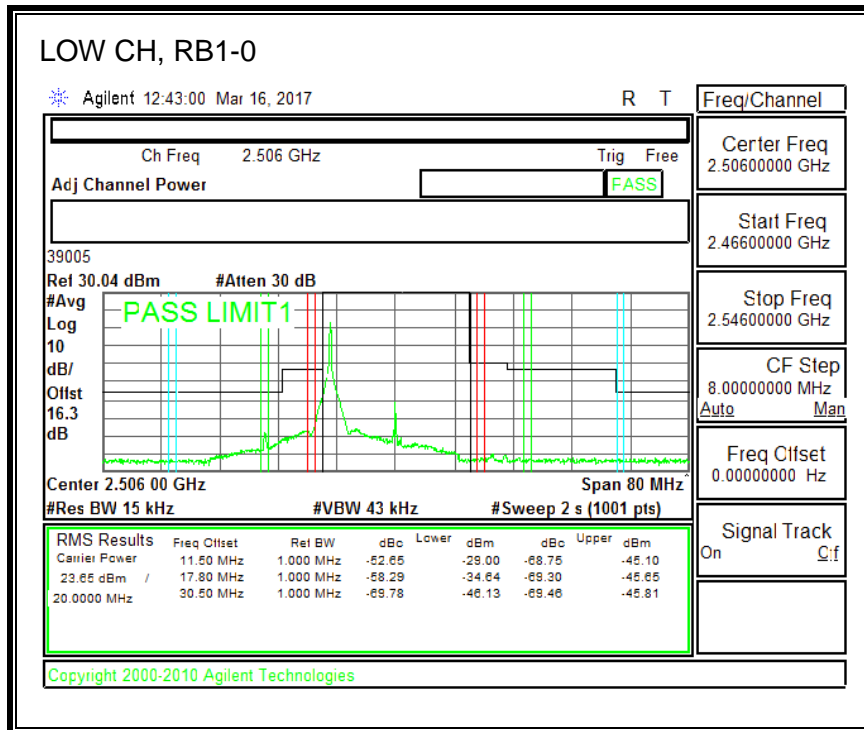 LOW CH, RB1-0
Agilent 12:43:00 Mar 16, 2017 R T
Freq/Channel
Ch Freq 2.506 GHz Trig Free
Adj Channel Power FASS
Center Freq
2.50600000 GHz
Start Freq
2.46600000 GHz
Stop Freq
2.54600000 GHz
CF Step
8.00000000 MHz
Auto Man
Freq Offset
0.00000000 Hz
Signal Track
On
39005
Ref 30.04 dBm #Atten 30 dB
#Avg
Log
10
dB/
Offst
16.3
dB
PASS LIMIT1
Center 2.506 00 GHz Span 80 MHz
#Res BW 15 kHz #VBW 43 kHz #Sweep 2 s (1001 pts)
RMS Results Freq Offset Ref BW dBc Lower dBm dBc Upper dBm
Carrier Power 11.50 MHz 1.000 MHz -52.65 -29.00 -68.75 -45.10
23.65 dBm / 17.80 MHz 1.000 MHz -58.29 -34.64 -69.30 -45.65
20.0000 MHz 30.50 MHz 1.000 MHz -69.78 -46.13 -69.46 -45.81
Copyright 2000-2010 Agilent Technologies